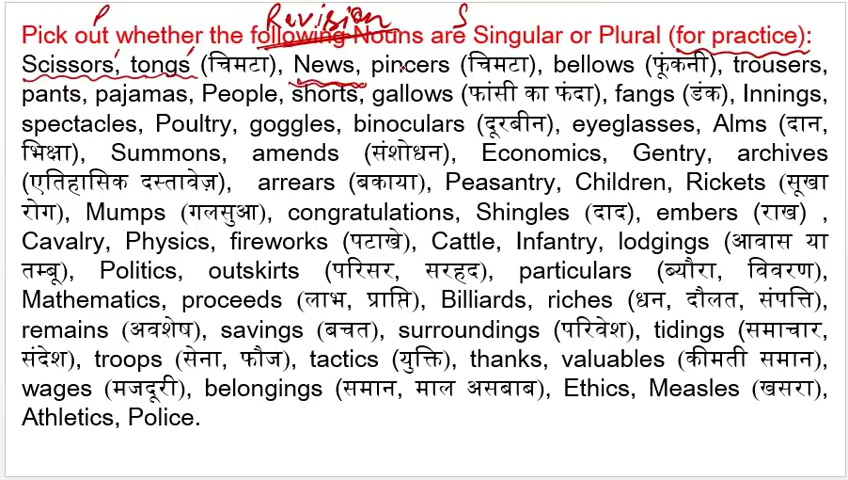 P Revision S
Pick out whether the following Nouns are Singular or Plural (for practice):
Scissors, tongs (चिमटा), News, pincers (चिमटा), bellows (फूंकनी), trousers,
pants, pajamas, People, shorts, gallows (फांसी का फंदा), fangs (डंक), Innings,
spectacles, Poultry, goggles, binoculars (दूरबीन), eyeglasses, Alms (दान,
भिक्षा), Summons, amends (संशोधन), Economics, Gentry, archives
(एतिहासिक दस्तावेज़), arrears (बकाया), Peasantry, Children, Rickets (सूखा
रोग), Mumps (गलसुआ), congratulations, Shingles (दाद), embers (राख) ,
Cavalry, Physics, fireworks (पटाखे), Cattle, Infantry, lodgings (आवास या
तम्बू), Politics, outskirts (परिसर, सरहद), particulars (ब्यौरा, विवरण),
Mathematics, proceeds (लाभ, प्राप्ति), Billiards, riches (धन, दौलत, संपत्ति),
remains (अवशेष), savings (बचत), surroundings (परिवेश), tidings (समाचार,
संदेश), troops (सेना, फौज), tactics (युक्ति), thanks, valuables (कीमती समान),
wages (मजदूरी), belongings (समान, माल असबाब), Ethics, Measles (खसरा),
Athletics, Police.